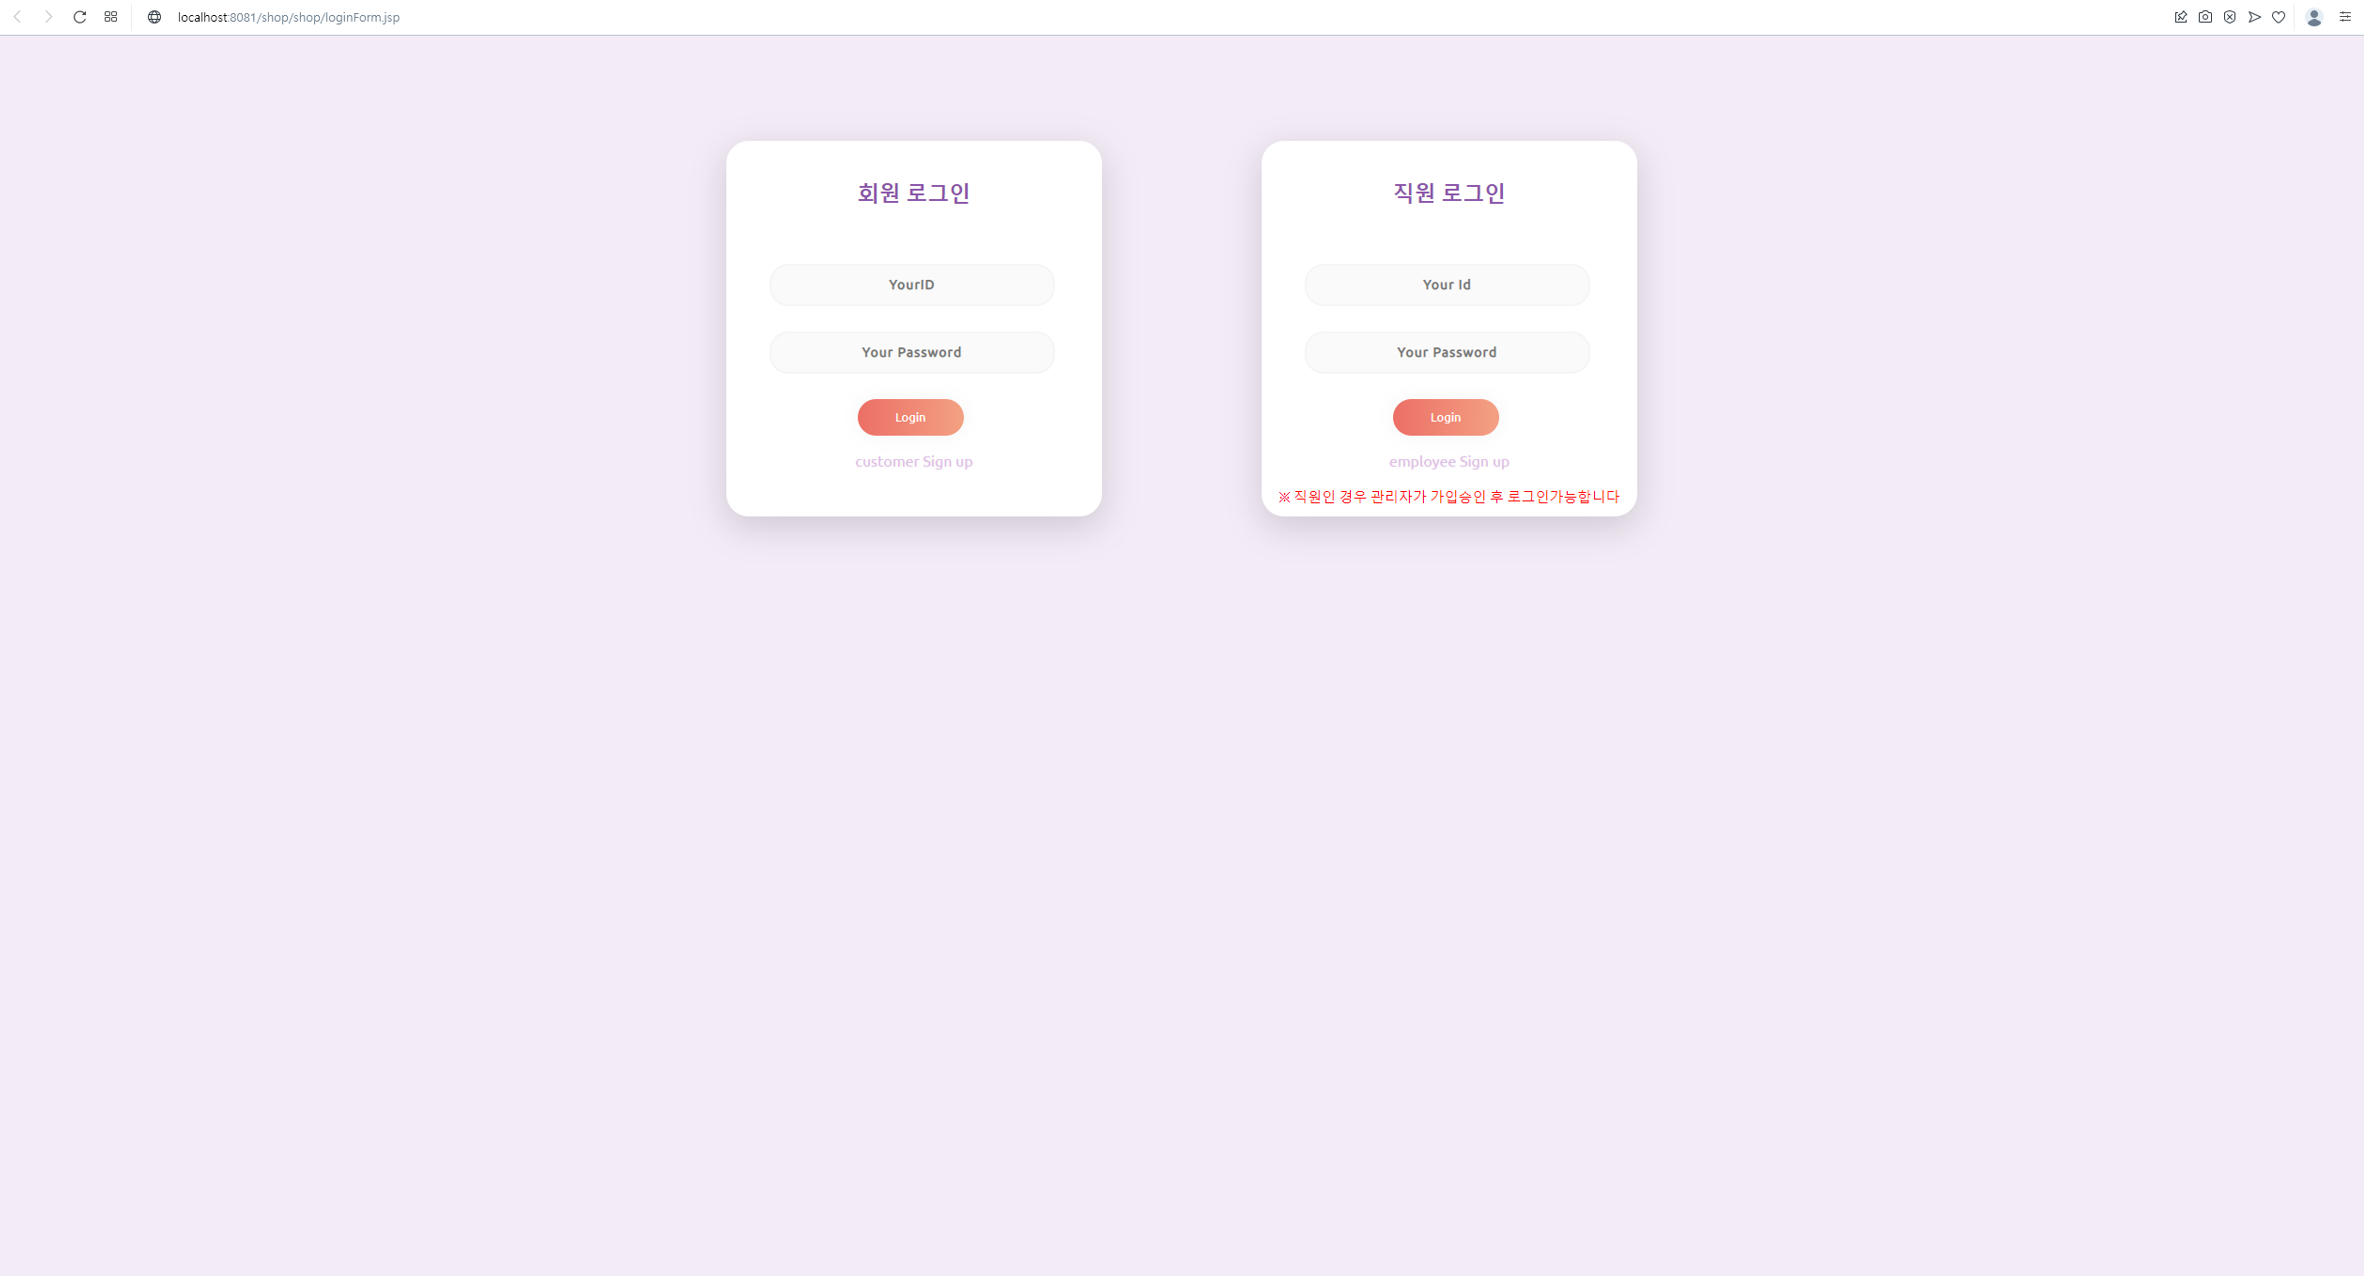 localhost:8081/shop/shop/loginForm.jsp
회원 로그인
YourID
Your Password
Login
customer Sign up
직원 로그인
Your Id
Your Password
Login
employee Sign up
※ 직원인 경우 관리자가 가입승인 후 로그인가능합니다